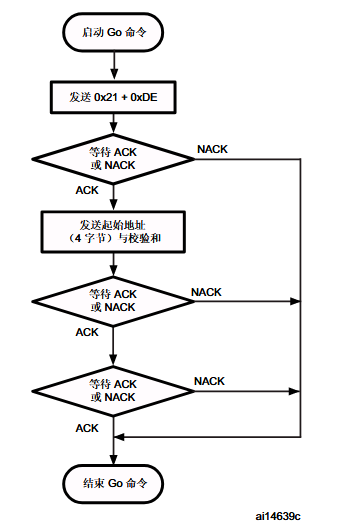 启动 Go 命令
发送 0x21 + 0xDE
等待 ACK
或 NACK
NACK
ACK
发送起始地址
（4 字节）与校验和
等待 ACK
或 NACK
NACK
ACK
等待 ACK
或 NACK
NACK
ACK
结束 Go 命令
ai14639c